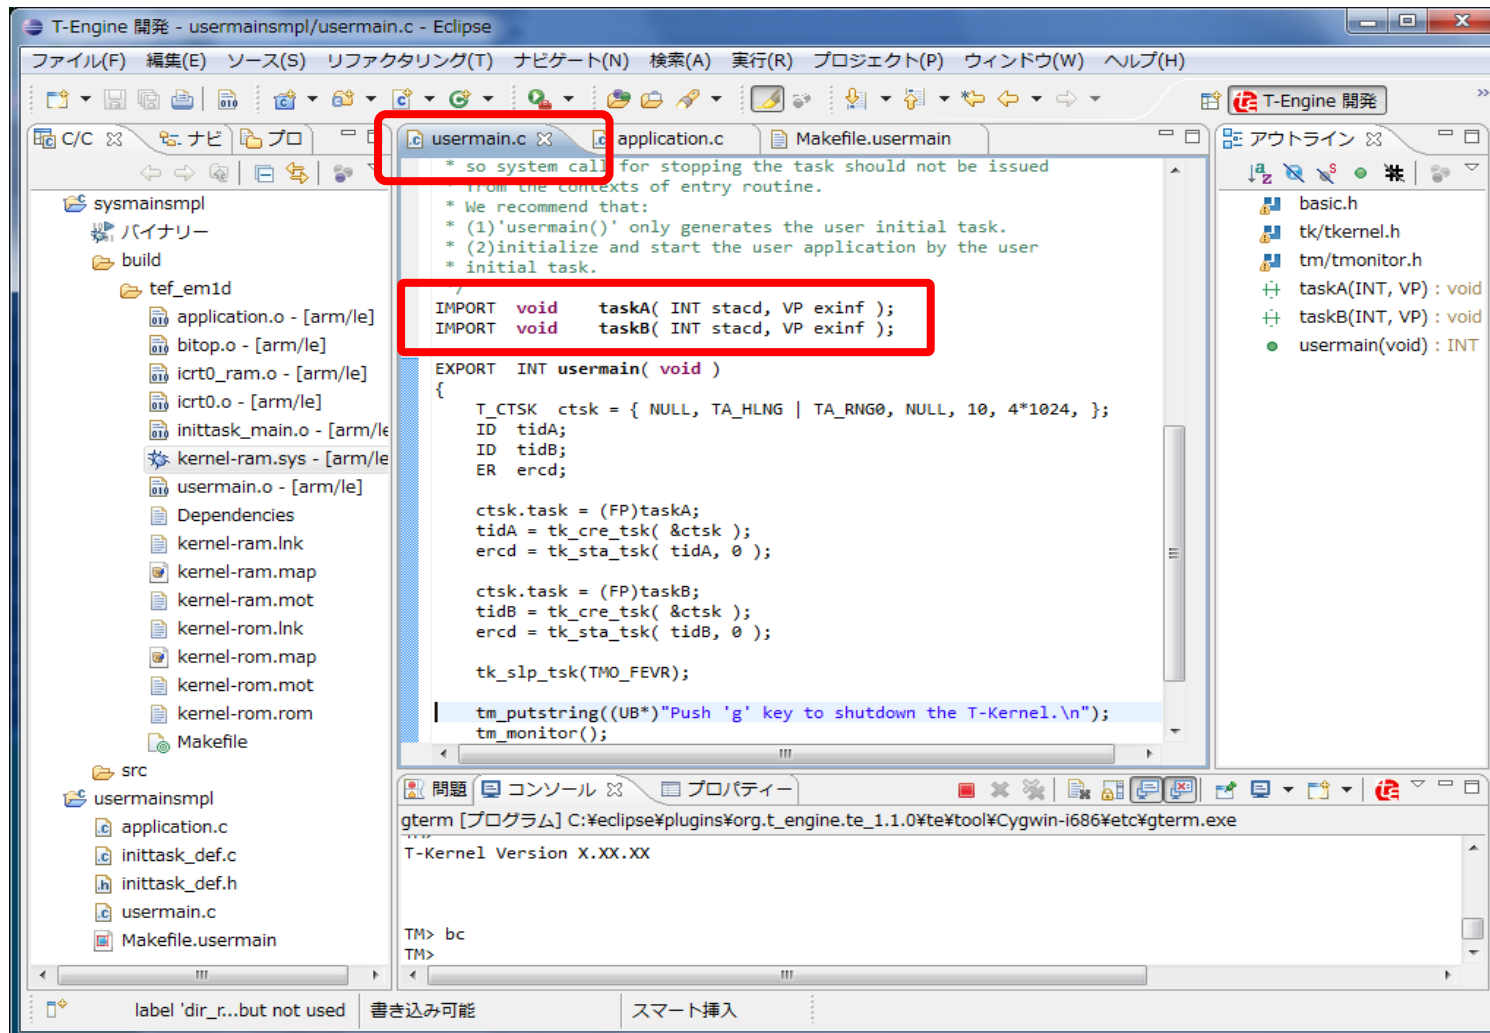 T-Engine 開発 - usermainsmpl/usermain.c - Eclipse
ファイル(F) 編集(E) ソース(S) リファクタリング(T) ナビゲート(N) 検索(A) 実行(R) プロジェクト(P) ウィンドウ(W) ヘルプ(H)
T-Engine 開発
C/C ナビ プロ
sysmainsmpl
バイナリー
build
tef_em1d
application.o - [arm/le]
bitop.o - [arm/le]
icrt0_ram.o - [arm/le]
icrt0.o - [arm/le]
inittask_main.o - [arm/le
kernel-ram.sys - [arm/le
usermain.o - [arm/le]
Dependencies
kernel-ram.lnk
kernel-ram.map
kernel-ram.mot
kernel-rom.lnk
kernel-rom.map
kernel-rom.mot
kernel-rom.rom
Makefile
src
usermainsmpl
application.c
inittask_def.c
inittask_def.h
usermain.c
Makefile.usermain
usermain.c application.c Makefile.usermain
* so system call for stopping the task should not be issued
from the contexts of entry routine.
* We recommend that:
* (1)'usermain()' only generates the user initial task.
* (2)initialize and start the user application by the user
* initial task.
IMPORT void taskA( INT stacd, VP exinf );
IMPORT void taskB( INT stacd, VP exinf );
EXPORT INT usermain( void )
{
T_CTSK ctsk = { NULL, TA_HLNG | TA_RNG0, NULL, 10, 4*1024, };
ID tidA;
ID tidB;
ER ercd;
ctsk.task = (FP)taskA;
tidA = tk_cre_tsk( &ctsk );
ercd = tk_sta_tsk( tidA, 0 );
ctsk.task = (FP)taskB;
tidB = tk_cre_tsk( &ctsk );
ercd = tk_sta_tsk( tidB, 0 );
tk_slp_tsk(TMO_FEVR);
tm_putstring((UB*)"Push 'g' key to shutdown the T-Kernel.\n");
tm_monitor();
アウトライン
basic.h
tk/tkernel.h
tm/tmonitor.h
taskA(INT, VP) : void
taskB(INT, VP) : void
usermain(void) : INT
問題 コンソール プロパティー
gterm [プログラム] C:¥eclipse¥plugins¥org.t_engine.te_1.1.0¥te¥tool¥Cygwin-i686¥etc¥gterm.exe
T-Kernel Version X.XX.XX
TM> bc
TM>
label 'dir_r...but not used 書き込み可能 スマート挿入